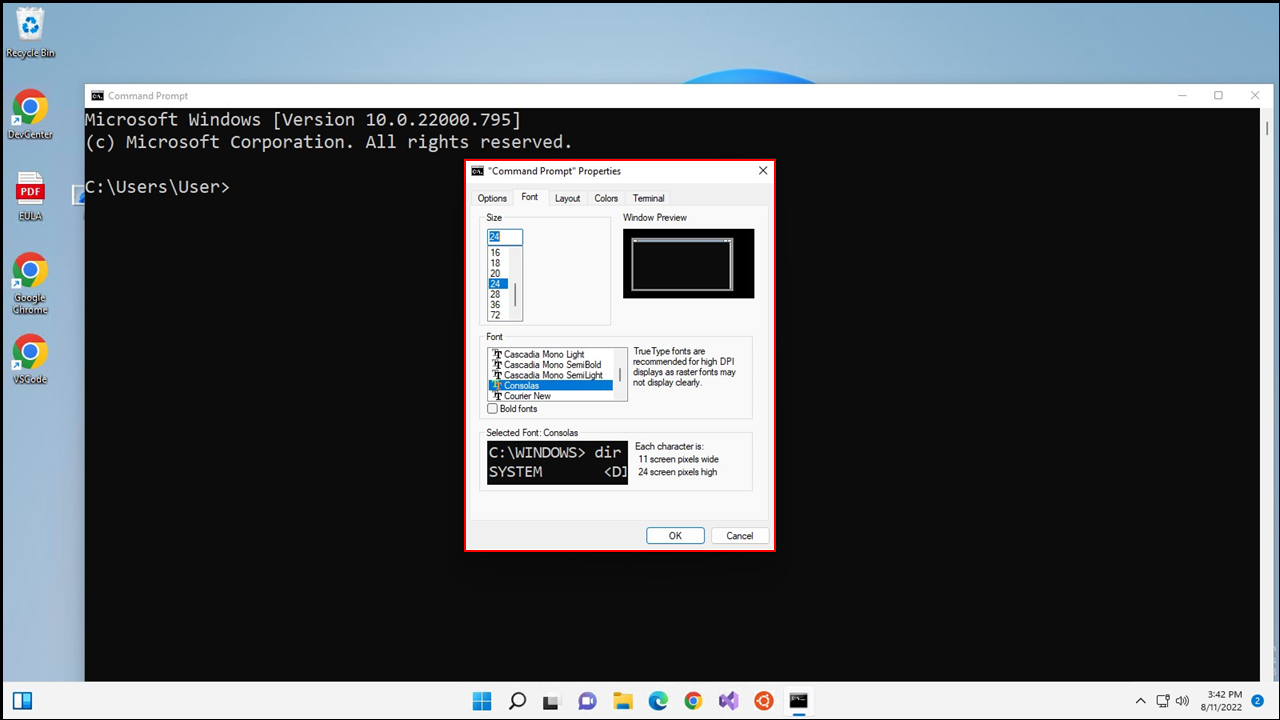 Recycle Bin
DevCenter
PDF
EULA
Google
Chrome
VSCode
Command Prompt
Microsoft Windows [Version 10.0.22000.795]
(c) Microsoft Corporation. All rights reserved.
C:\Users\User>
"Command Prompt" Properties
Options Font Layout Colors Terminal
Size
24
16
18
20
24
28
36
72
Window Preview
Font
Cascadia Mono Light
Cascadia Mono SemiBold
Cascadia Mono SemiLight
Consolas
Courier New
Bold fonts
TrueType fonts are
recommended for high DPI
displays as raster fonts may
not display clearly.
Selected Font: Consolas
C:\WINDOWS> dir
SYSTEM <DI
Each character is:
11 screen pixels wide
24 screen pixels high
OK Cancel
3:42 PM
8/11/2022
2